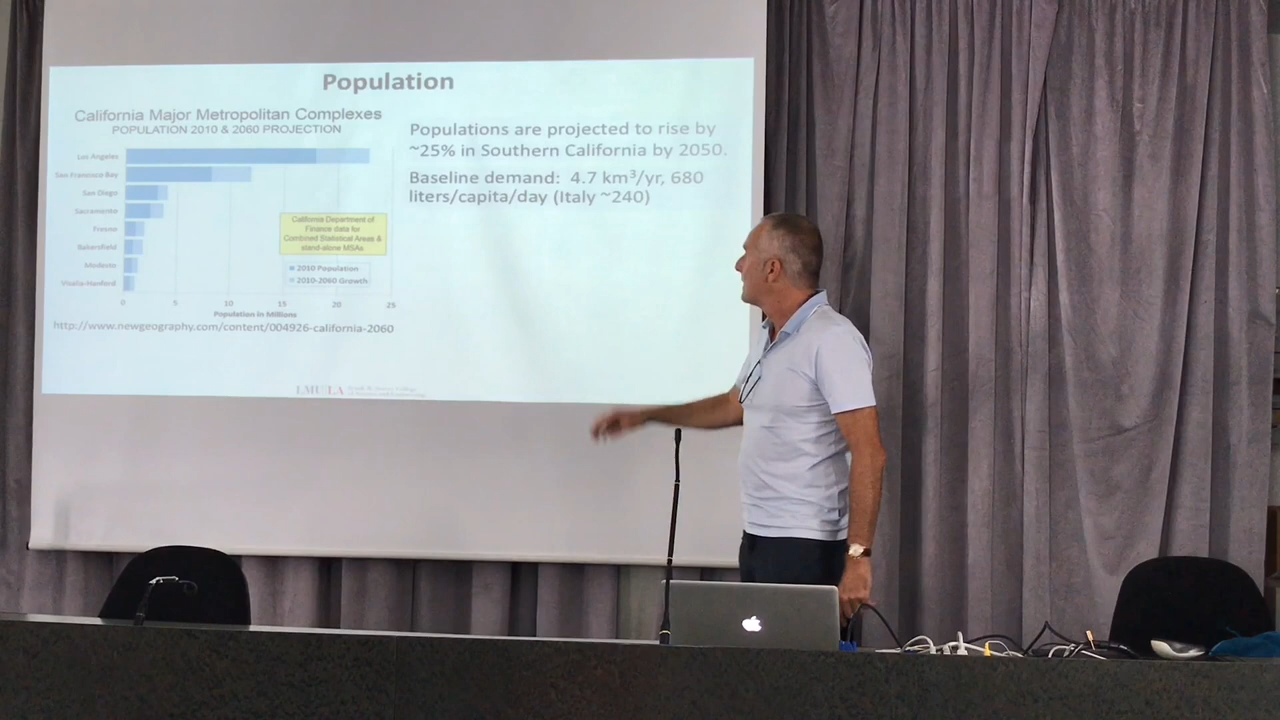 Population
California Major Metropolitan Complexes
POPULATION 2010 & 2060 PROJECTION
Los Angeles
San Francisco Bay
San Diego
Sacramento
Fresno
Bakersfield
Modesto
Visalia-Hanford
California Department of
Finance data for
Combined Statistical Areas &
stand-alone MSAs
2010 Population
2010-2060 Growth
0 5 10 15 20 25
Population in Millions
http://www.newgeography.com/content/004926-california-2060
Populations are projected to rise by
~25% in Southern California by 2050.
Baseline demand: 4.7 km³/yr, 680
liters/capita/day (Italy ~240)
LMU LA